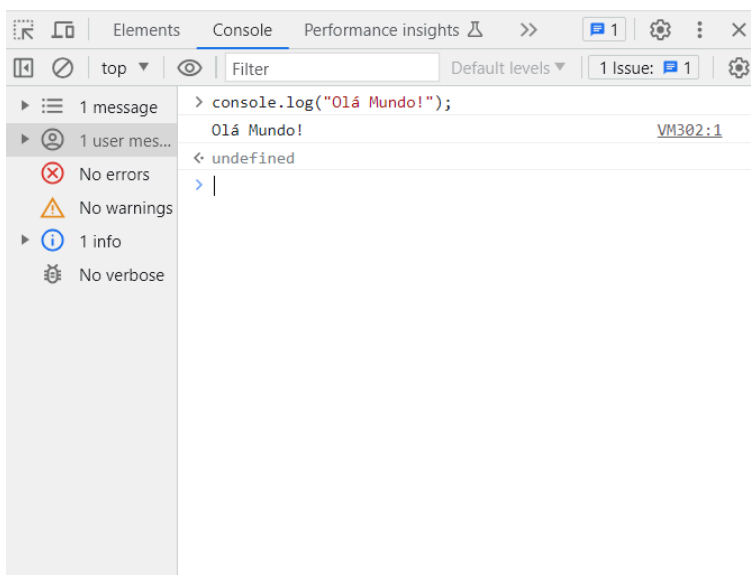 Elements Console Performance insights 1
top Filter Default levels 1 Issue: 1
1 message
1 user mes...
No errors
No warnings
1 info
No verbose
> console.log("Olá Mundo!");
Olá Mundo! VM302:1
undefined
>